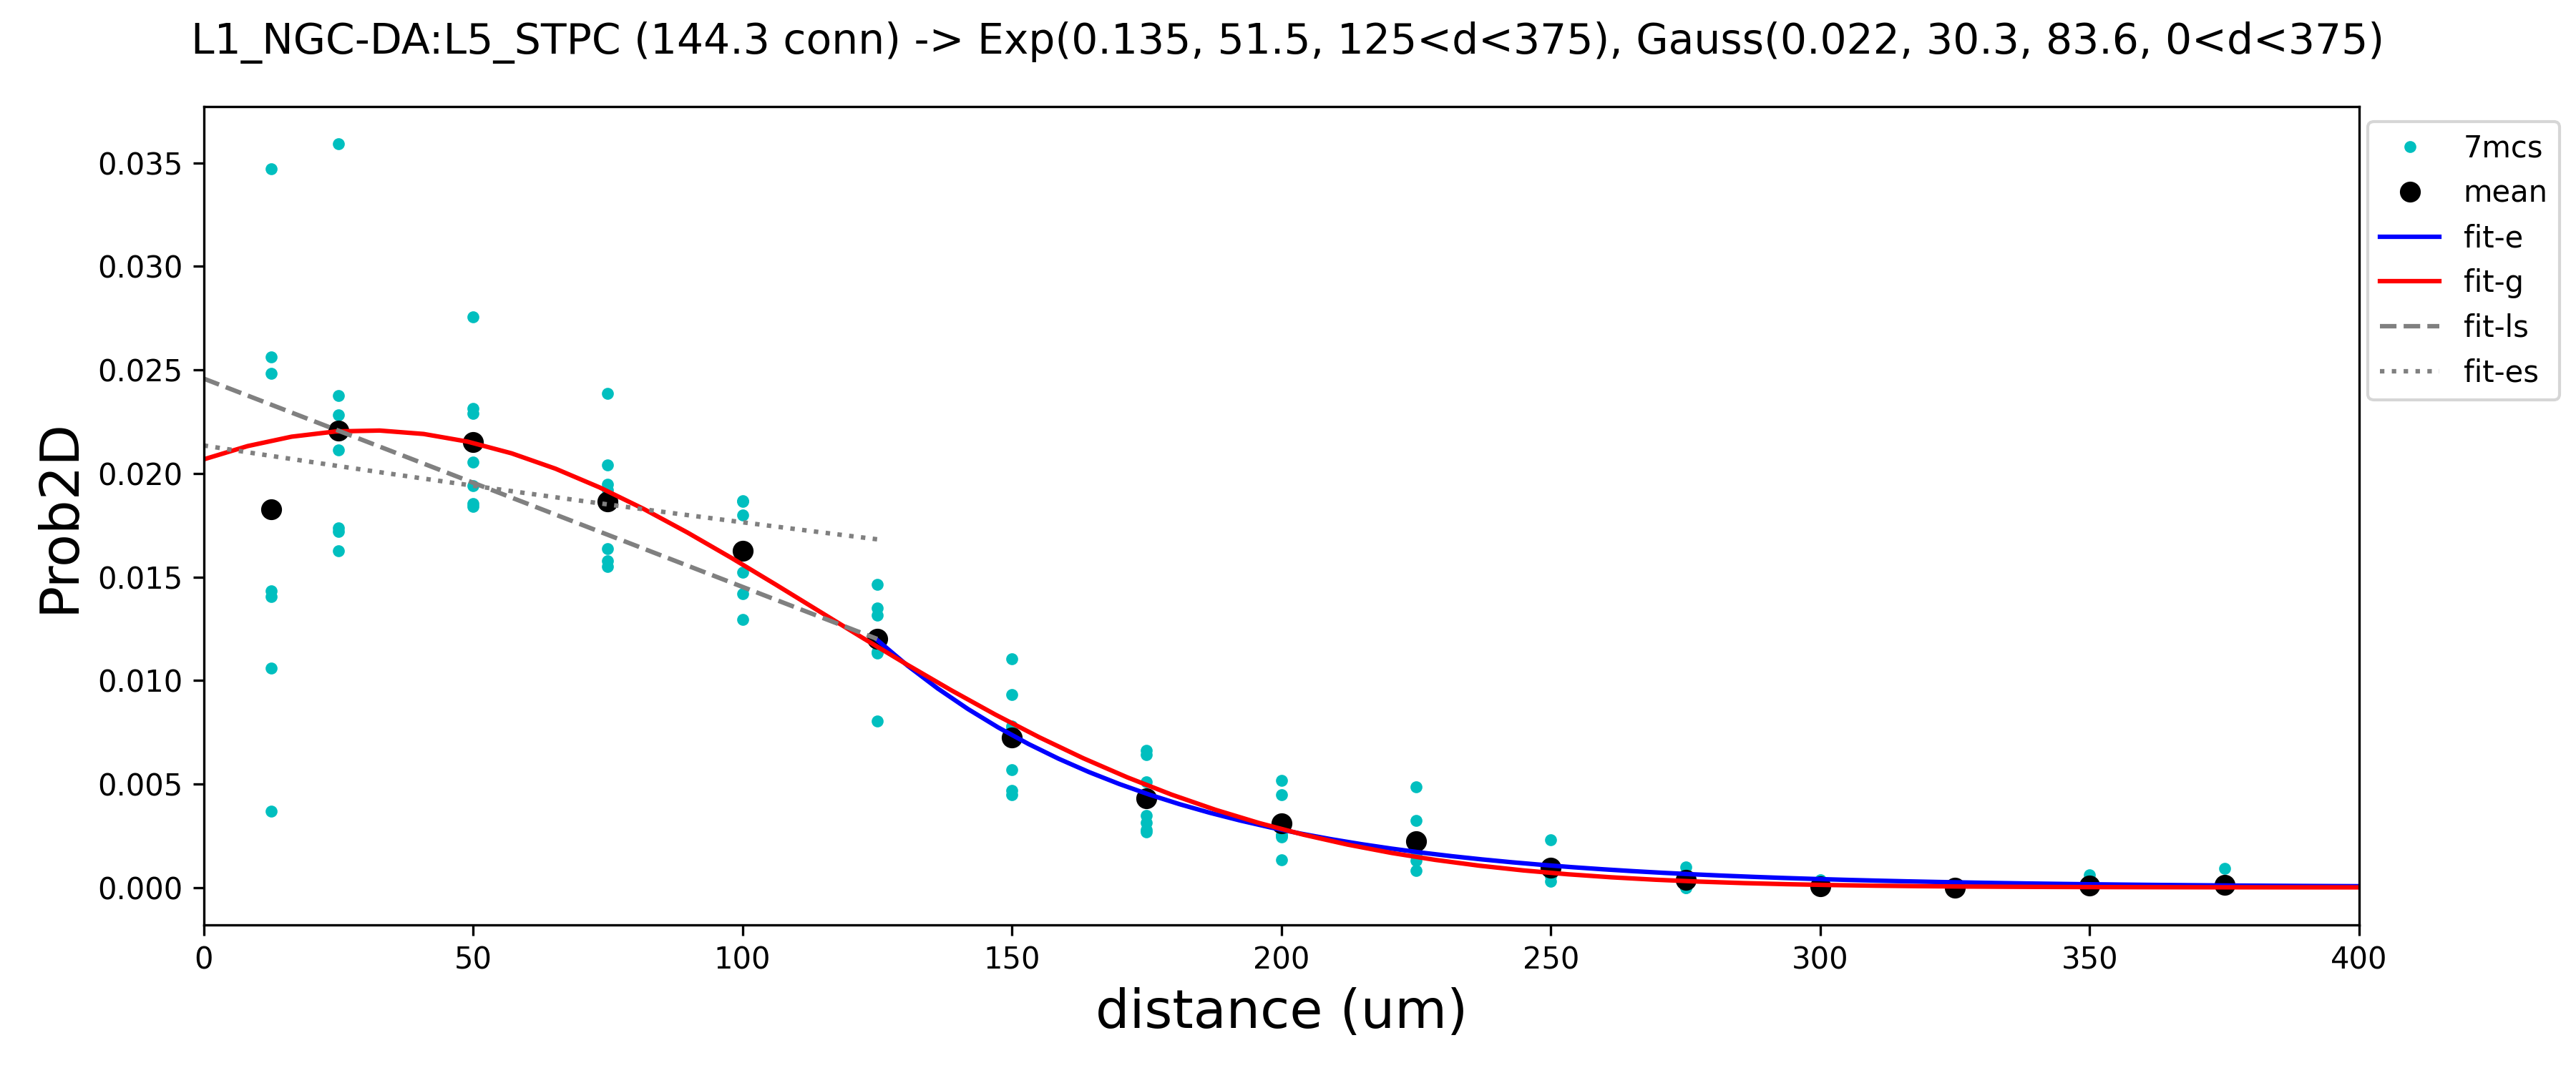 L1_NGC-DA:L5_STPC (144.3 conn) -> Exp(0.135, 51.5, 125<d<375), Gauss(0.022, 30.3, 83.6, 0<d<375)
Prob2D
0.035
0.030
0.025
0.020
0.015
0.010
0.005
0.000
0 50 100 150 200 250 300 350 400
distance (um)
7mcs
mean
fit-e
fit-g
fit-ls
fit-es